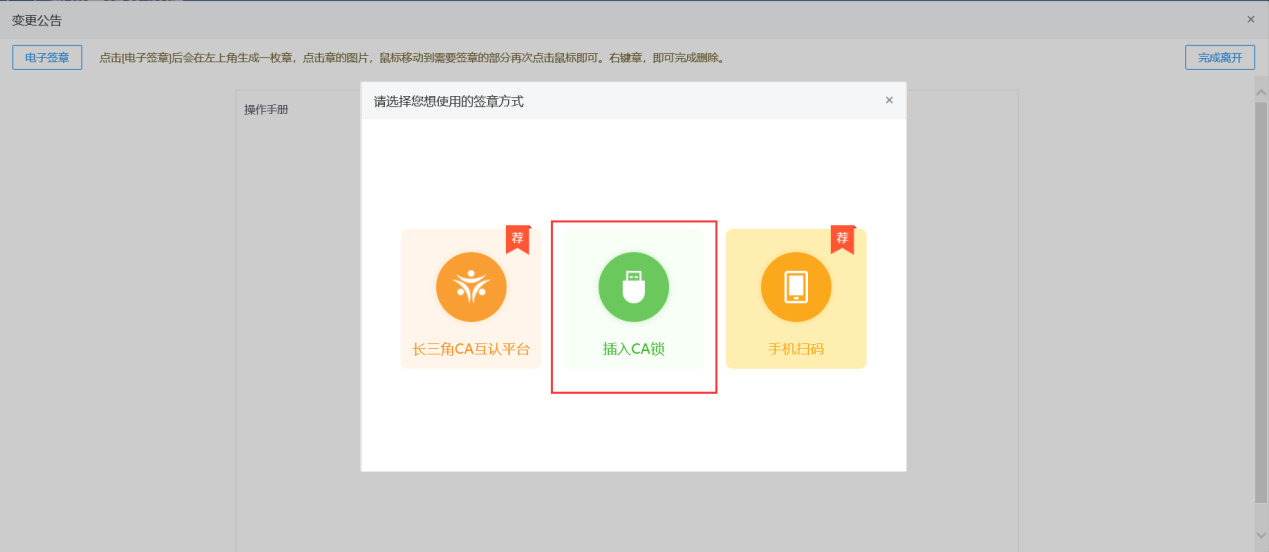 变更公告
×
电子签章
点击[电子签章]后会在左上角生成一枚章，点击章的图片，鼠标移动到需要签章的部分再次点击鼠标即可。右键章，即可完成删除。
完成离开
操作手册
请选择您想使用的签章方式
×
荐
荐
长三角CA互认平台
插入CA锁
手机扫码